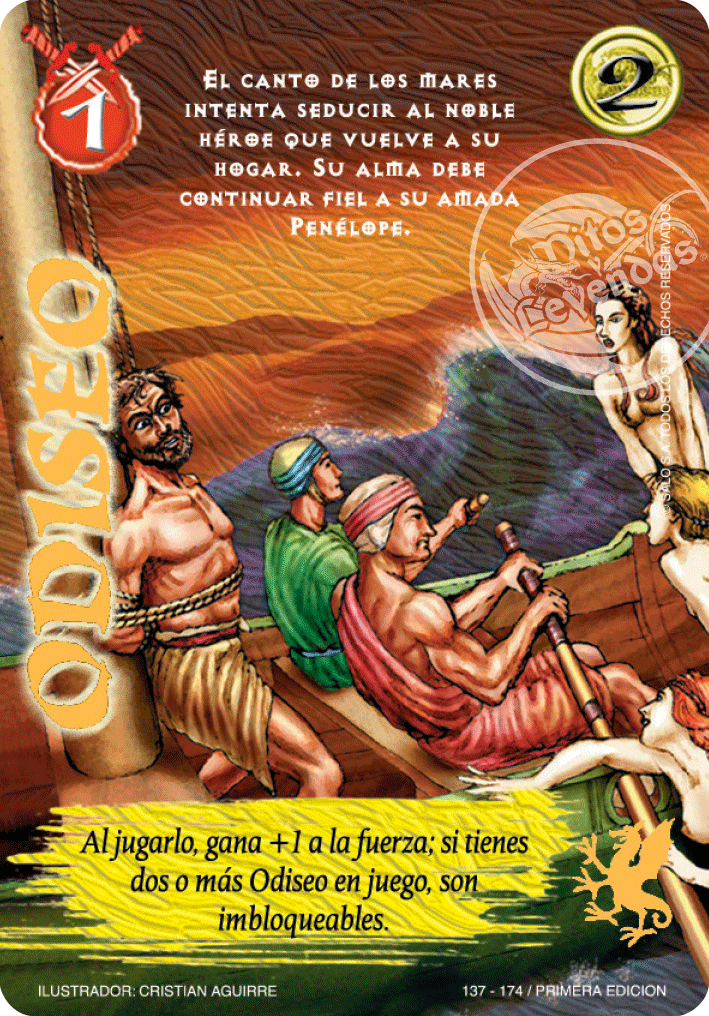 1
2
El canto de los mares
intenta seducir al noble
héroe que vuelve a su
hogar. Su alma debe
continuar fiel a su amada
Penélope.
Mitos
Leyendas
®
© SALO S.A. TODOS LOS DERECHOS RESERVADOS
ODISEO
Al jugarlo, gana +1 a la fuerza; si tienes
dos o más Odiseo en juego, son
imbloqueables.
ILUSTRADOR: CRISTIAN AGUIRRE
137 - 174 / PRIMERA EDICION